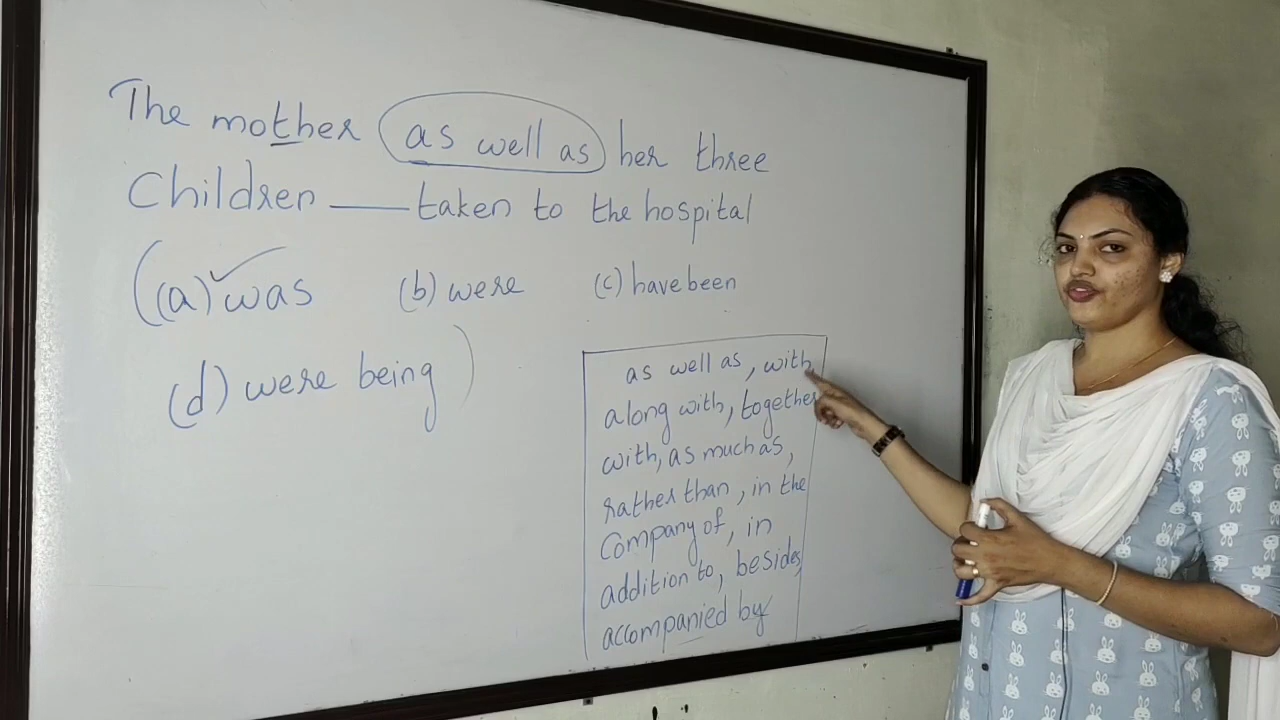 The mother as well as her three
Children ____ taken to the hospital
((a) was (b) were (c) have been
(d) were being)
as well as, with
along with, together
with, as much as,
rather than, in the
Company of, in
addition to, besides,
accompanied by